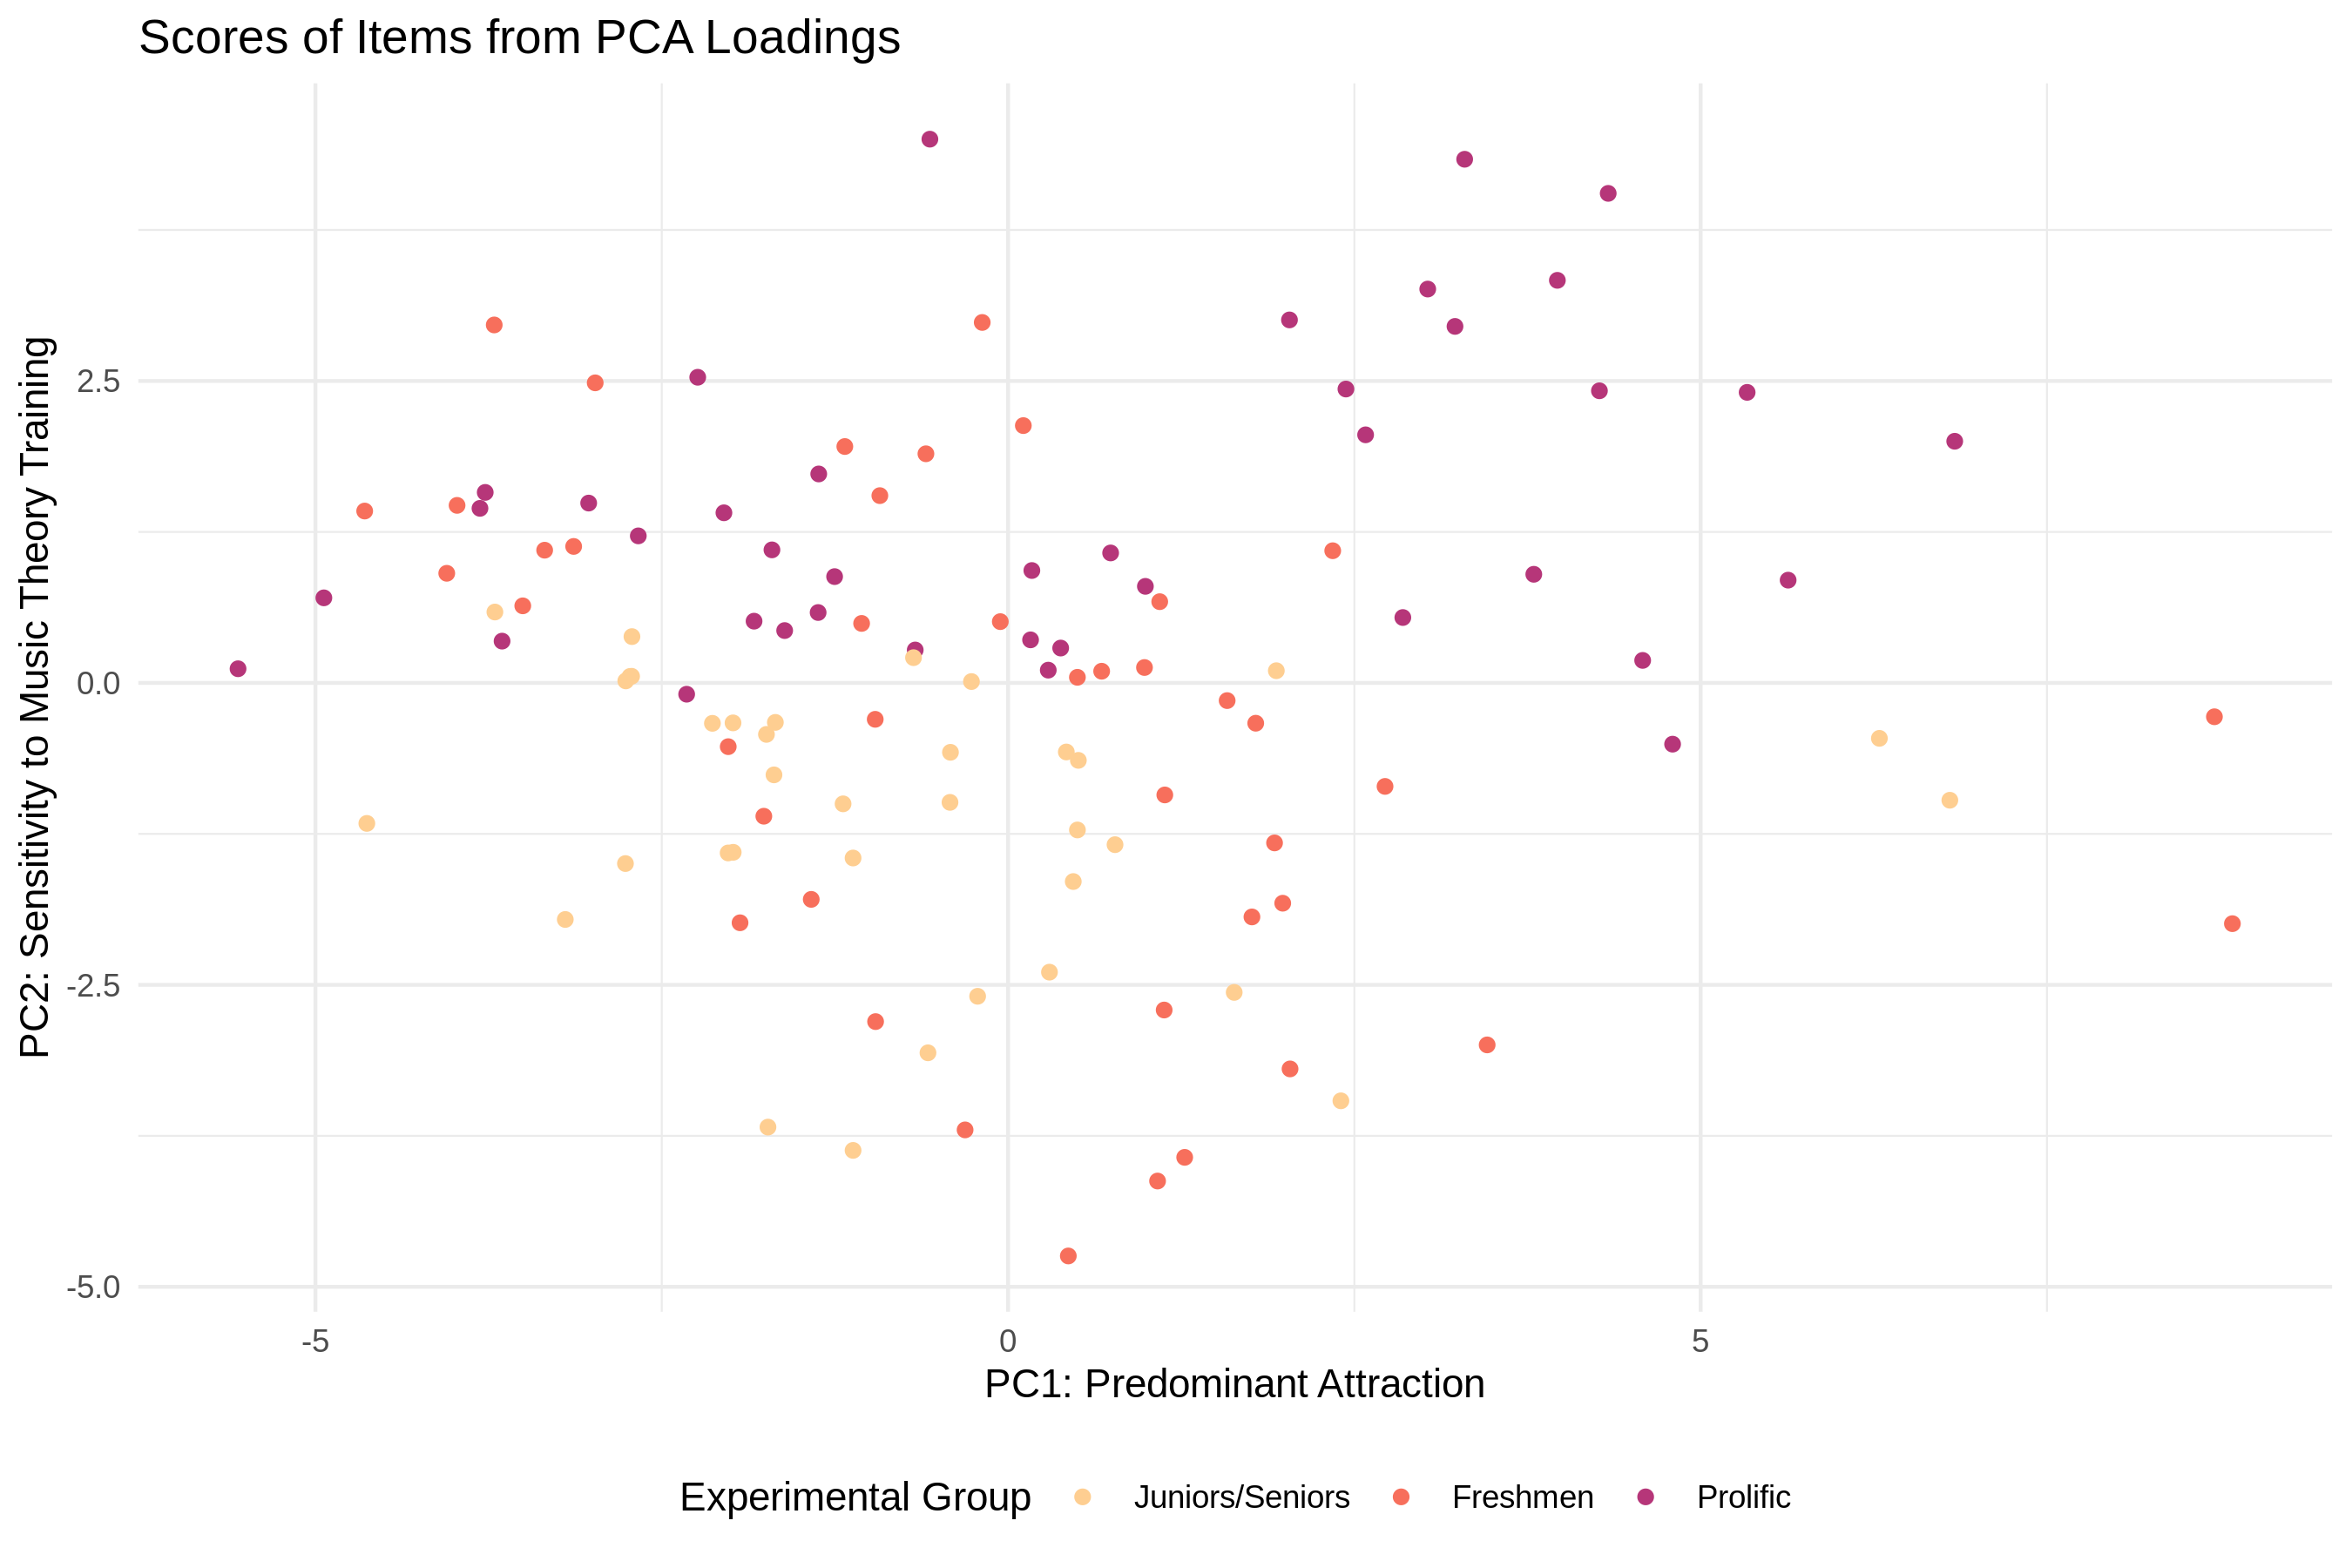 Scores of Items from PCA Loadings
PC2: Sensitivity to Music Theory Training
2.5
0.0
-2.5
-5.0
-5
0
5
PC1: Predominant Attraction
Experimental Group
Juniors/Seniors
Freshmen
Prolific